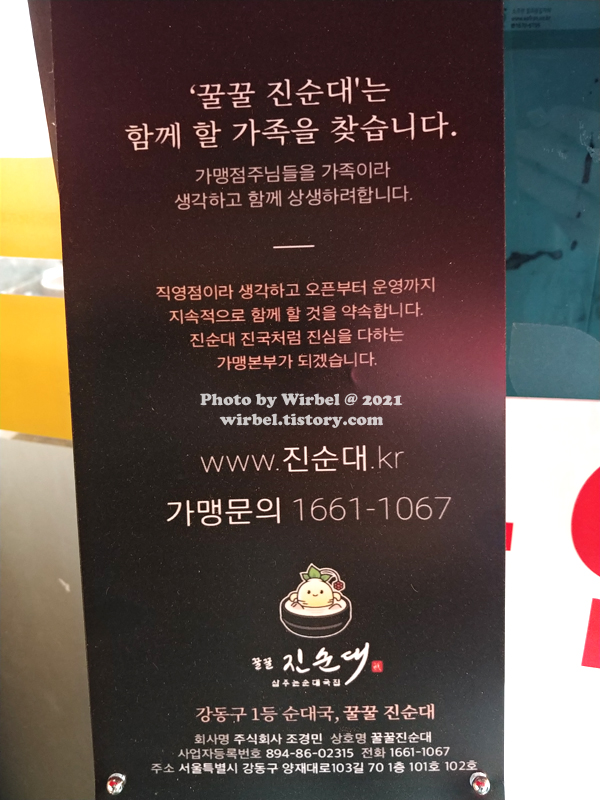 ‘꿀꿀 진순대'는
함께 할 가족을 찾습니다.
가맹점주님들을 가족이라
생각하고 함께 상생하려합니다.
직영점이라 생각하고 오픈부터 운영까지
지속적으로 함께 할 것을 약속합니다.
진순대 진국처럼 진심을 다하는
가맹본부가 되겠습니다.
Photo by Wirbel @ 2021
wirbel.tistory.com
www.진순대.kr
가맹문의 1661-1067
꿀꿀 진순대
삼주는순대국집
강동구 1등 순대국, 꿀꿀 진순대
회사명 주식회사 조경민 상호명 꿀꿀진순대
사업자등록번호 894-86-02315 전화 1661-1067
주소 서울특별시 강동구 양재대로103길 70 1층 101호 102호